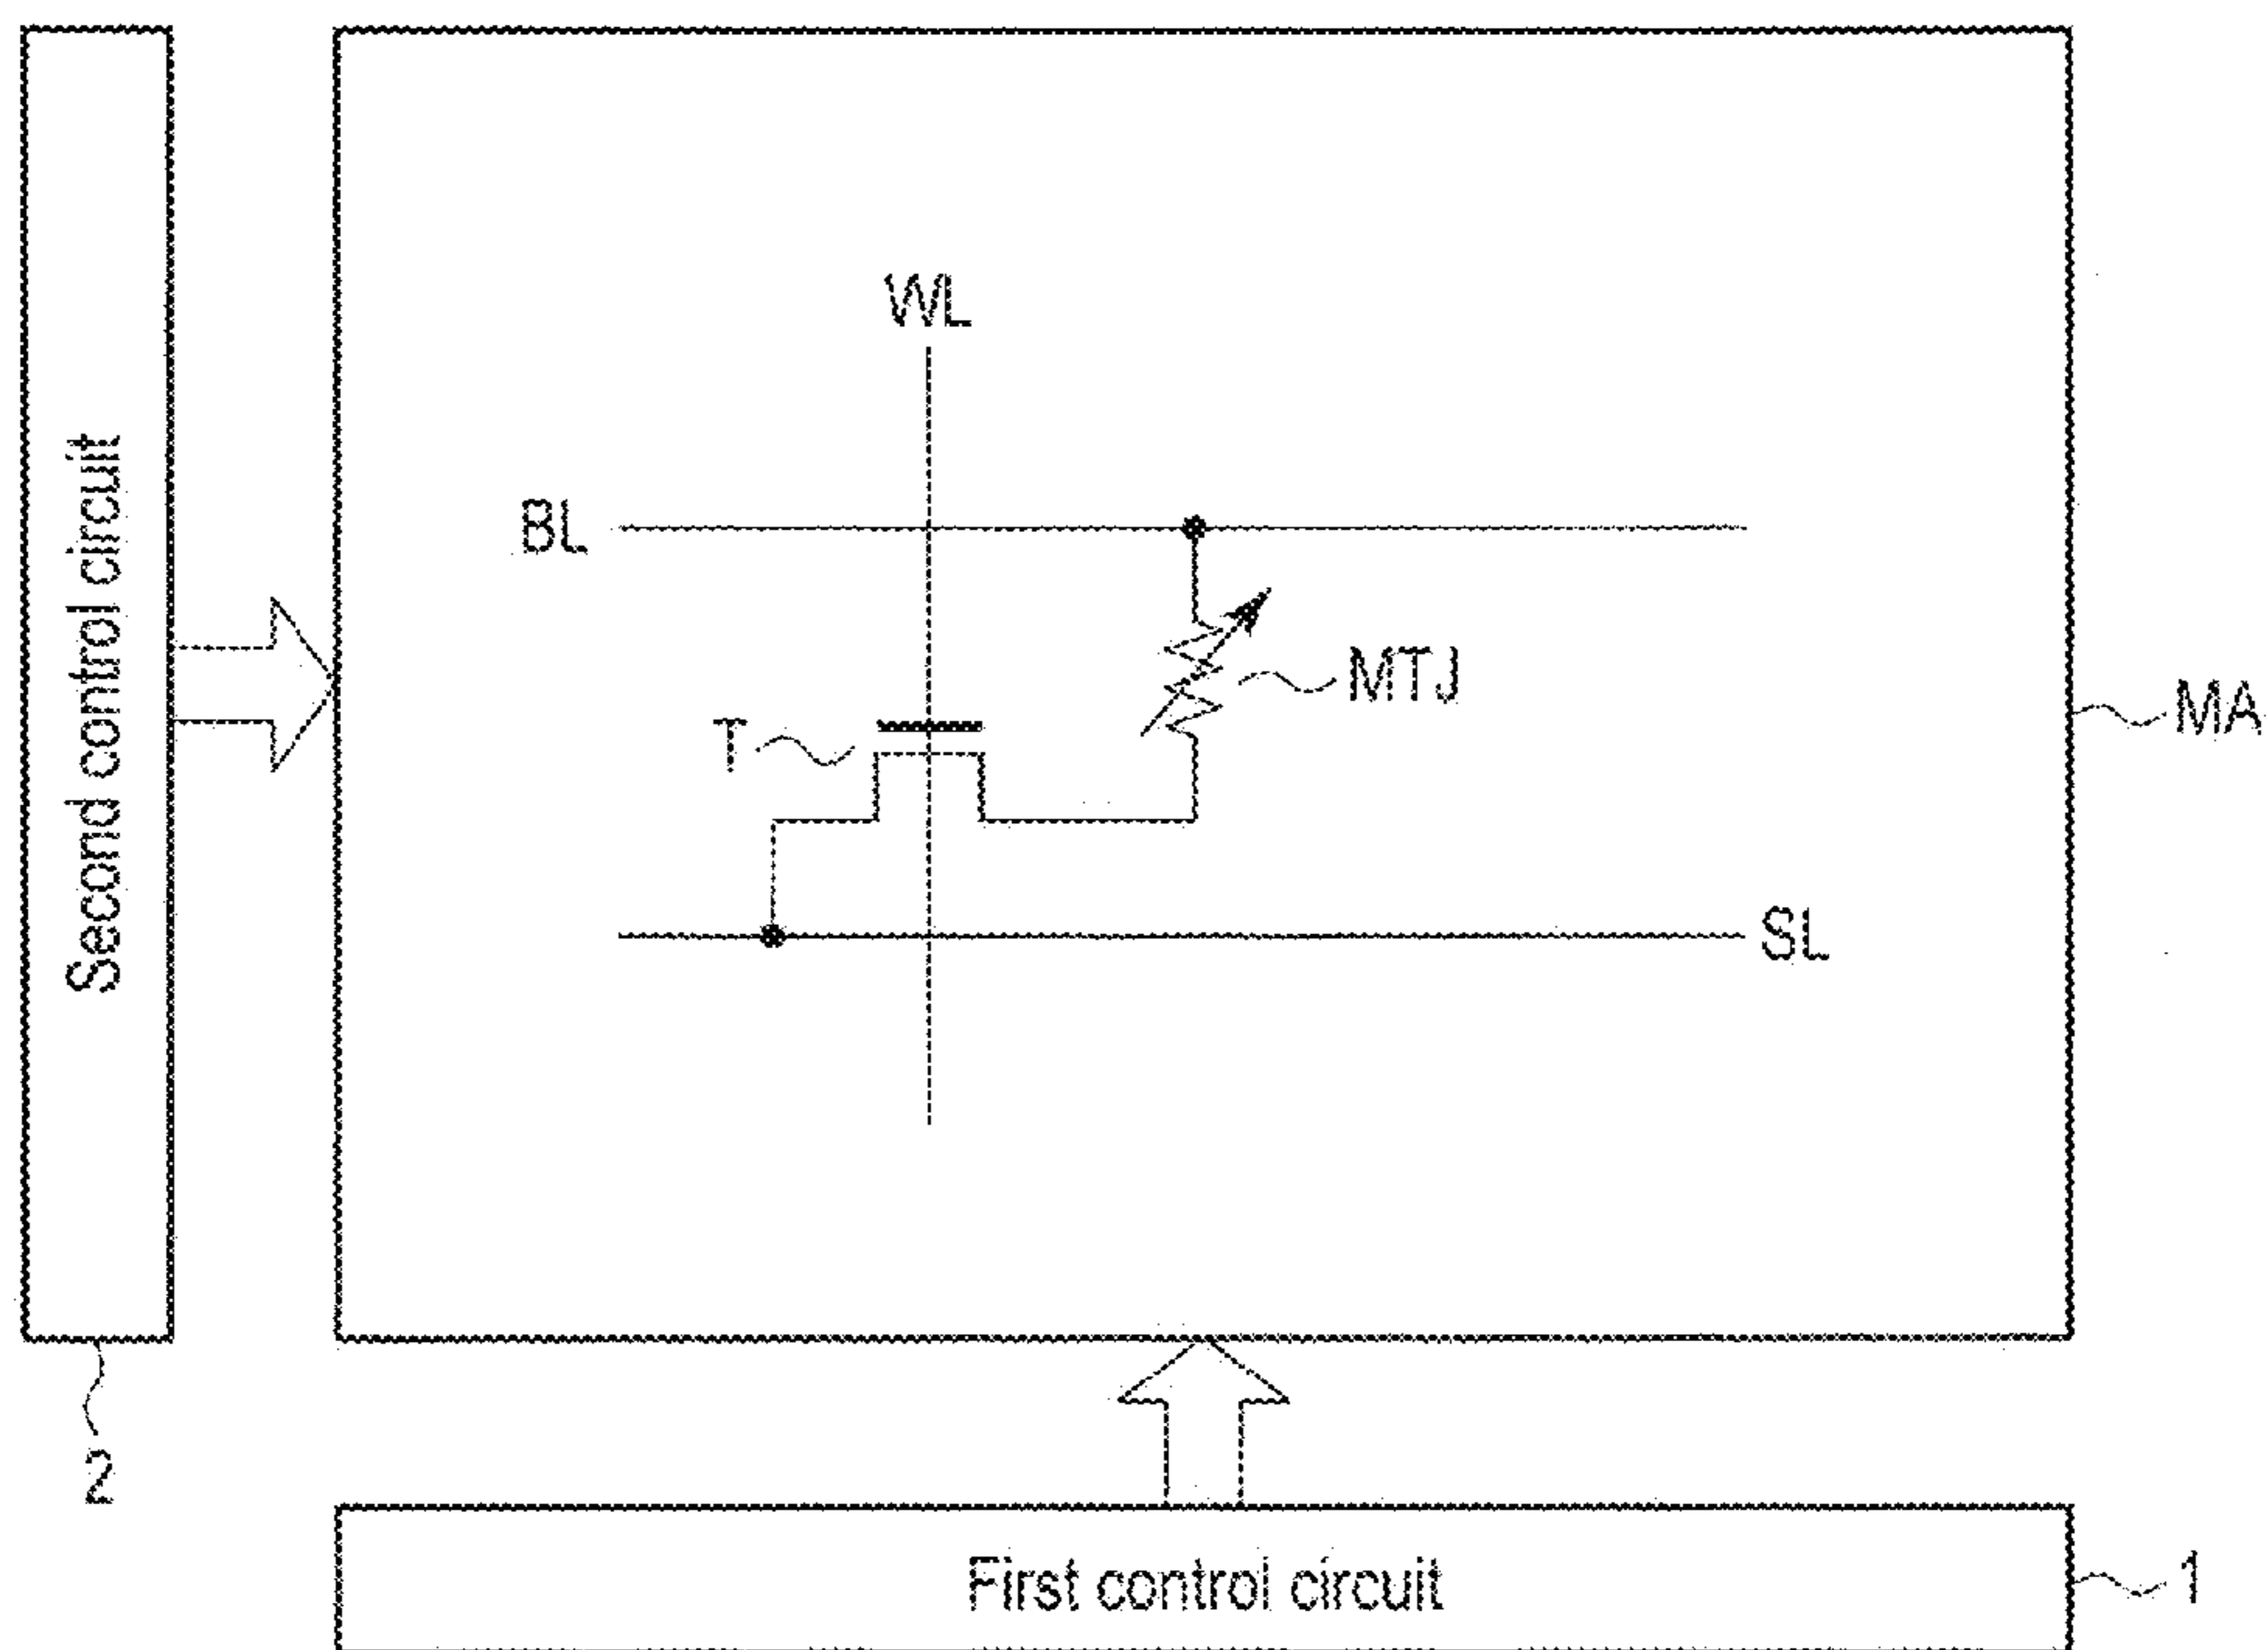 WL
BL
MTJ
T
MA
SL
Second control circuit
2
First control circuit
1